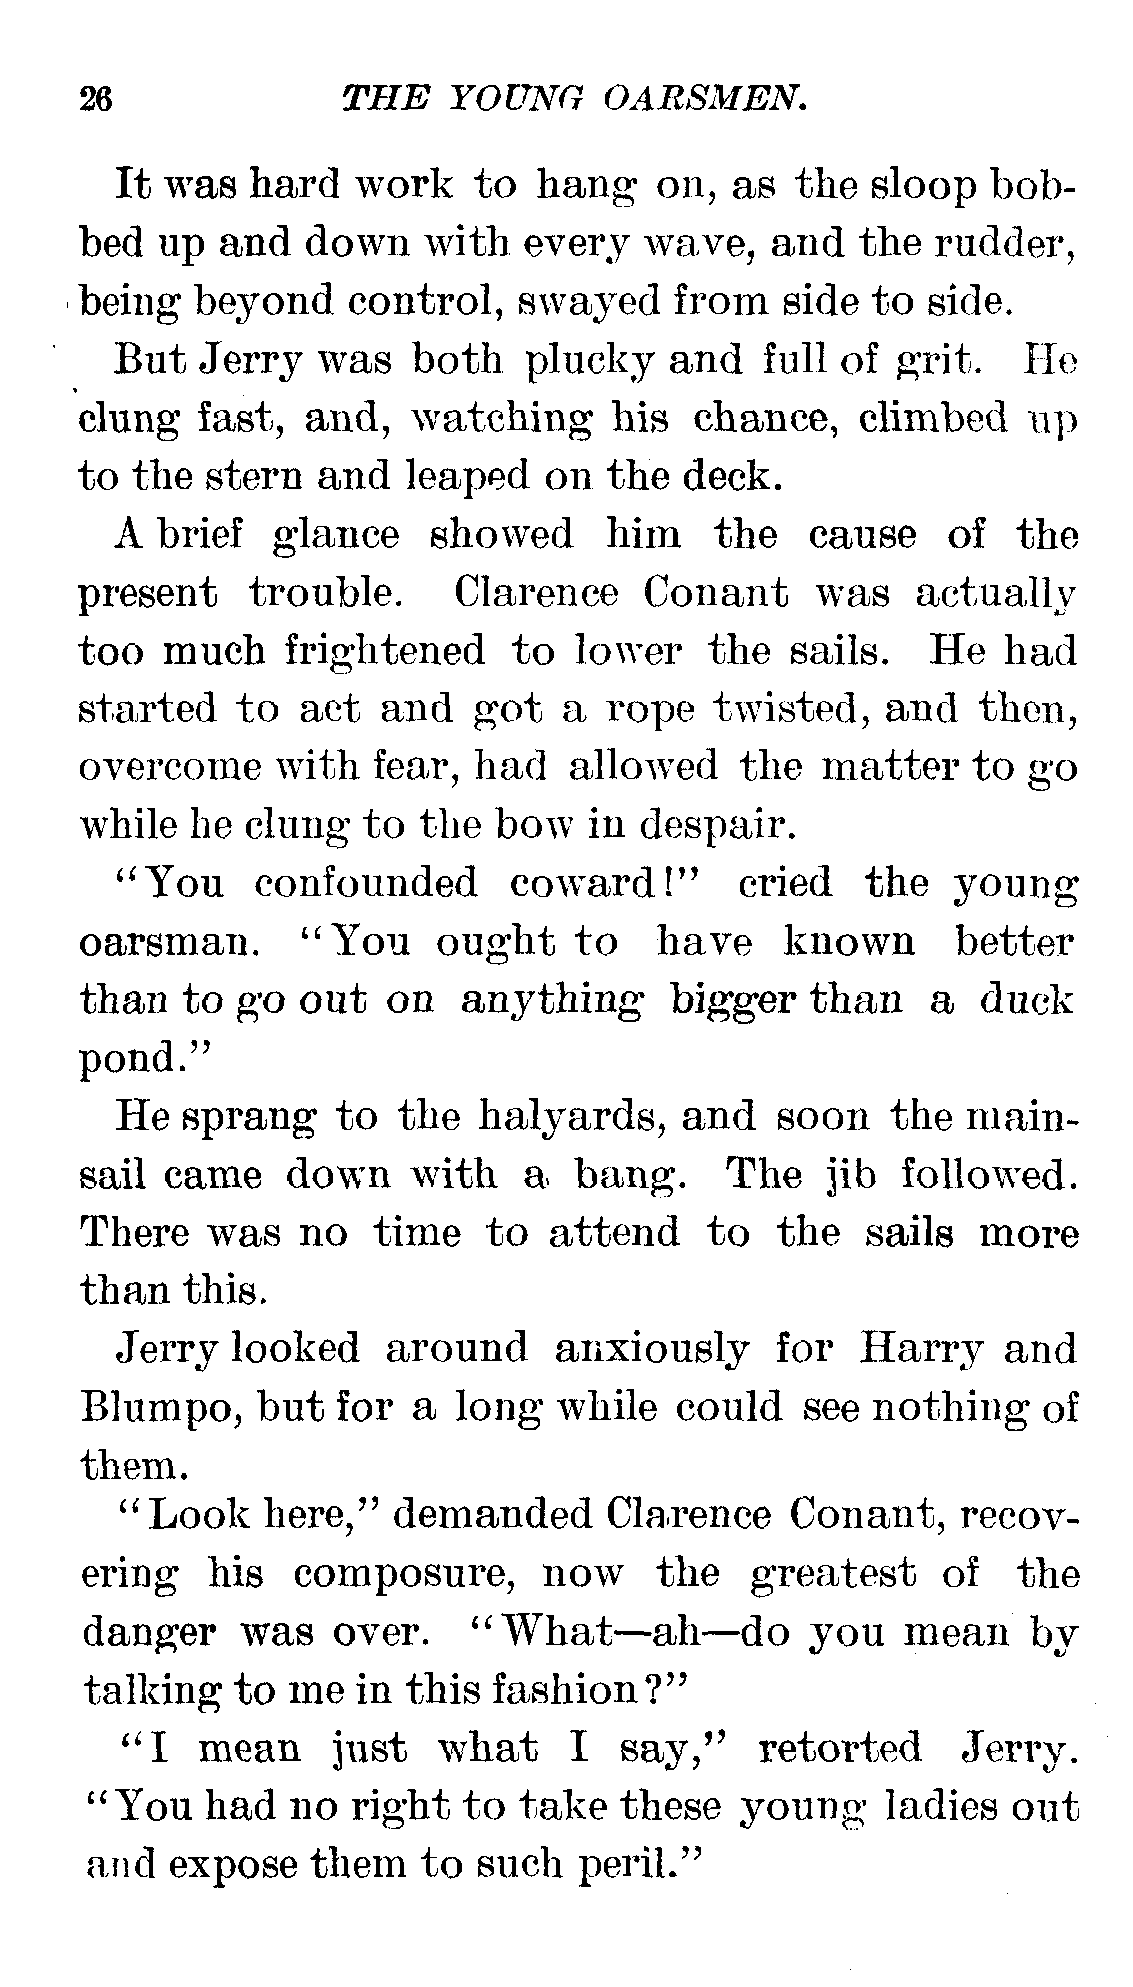 26 THE YOUNG OARSMEN.
It was hard work to hang on, as the sloop bob-
bed up and down with every wave, and the rudder,
being beyond control, swayed from side to side.
But Jerry was both plucky and full of grit. He
clung fast, and, watching his chance, climbed up
to the stern and leaped on the deck.
A brief glance showed him the cause of the
present trouble. Clarence Conant was actually
too much frightened to lower the sails. He had
started to act and got a rope twisted, and then,
overcome with fear, had allowed the matter to go
while he clung to the bow in despair.
“You confounded coward!” cried the young
oarsman. “You ought to have known better
than to go out on anything bigger than a duck
pond.”
He sprang to the halyards, and soon the main-
sail came down with a bang. The jib followed.
There was no time to attend to the sails more
than this.
Jerry looked around anxiously for Harry and
Blumpo, but for a long while could see nothing of
them.
“Look here,” demanded Clarence Conant, recov-
ering his composure, now the greatest of the
danger was over. “What—ah—do you mean by
talking to me in this fashion?”
“I mean just what I say,” retorted Jerry.
“You had no right to take these young ladies out
and expose them to such peril.”